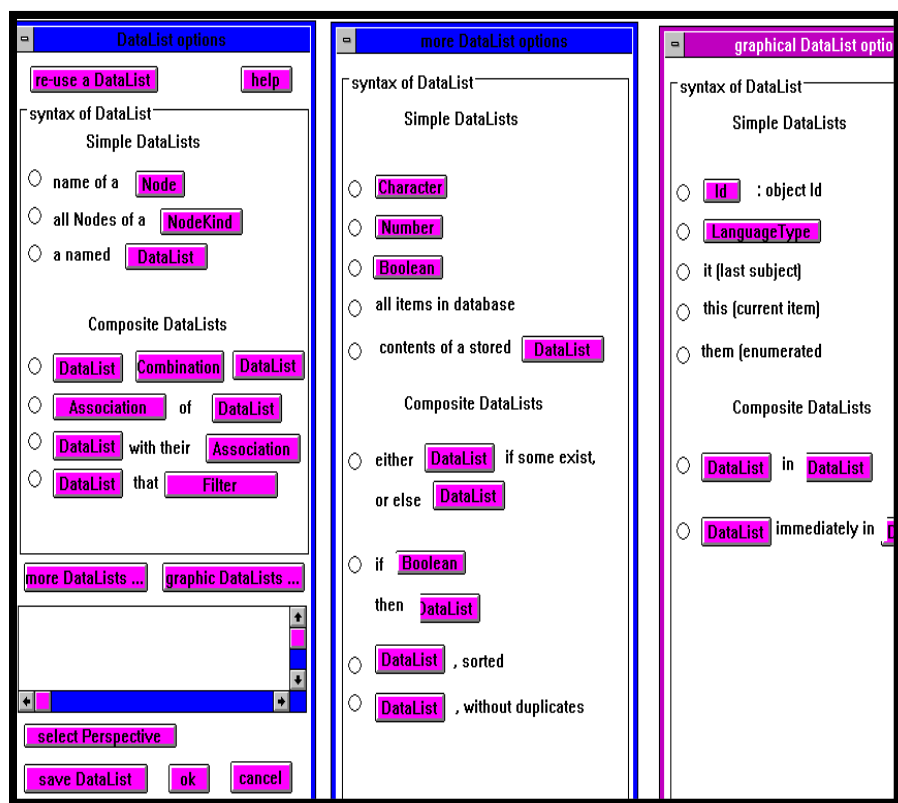 DataList options
re-use a DataList help
syntax of DataList
Simple DataLists
name of a Node
all Nodes of a NodeKind
a named DataList
Composite DataLists
DataList Combination DataList
Association of DataList
DataList with their Association
DataList that Filter
more DataLists ... graphic DataLists ...
select Perspective
save DataList ok cancel
more DataList options
syntax of DataList
Simple DataLists
Character
Number
Boolean
all items in database
contents of a stored DataList
Composite DataLists
either DataList if some exist,
or else DataList
if Boolean
then DataList
DataList , sorted
DataList , without duplicates
graphical DataList optio
syntax of DataList
Simple DataLists
Id : object Id
LanguageType
it (last subject)
this (current item)
them (enumerated
Composite DataLists
DataList in DataList
DataList immediately in